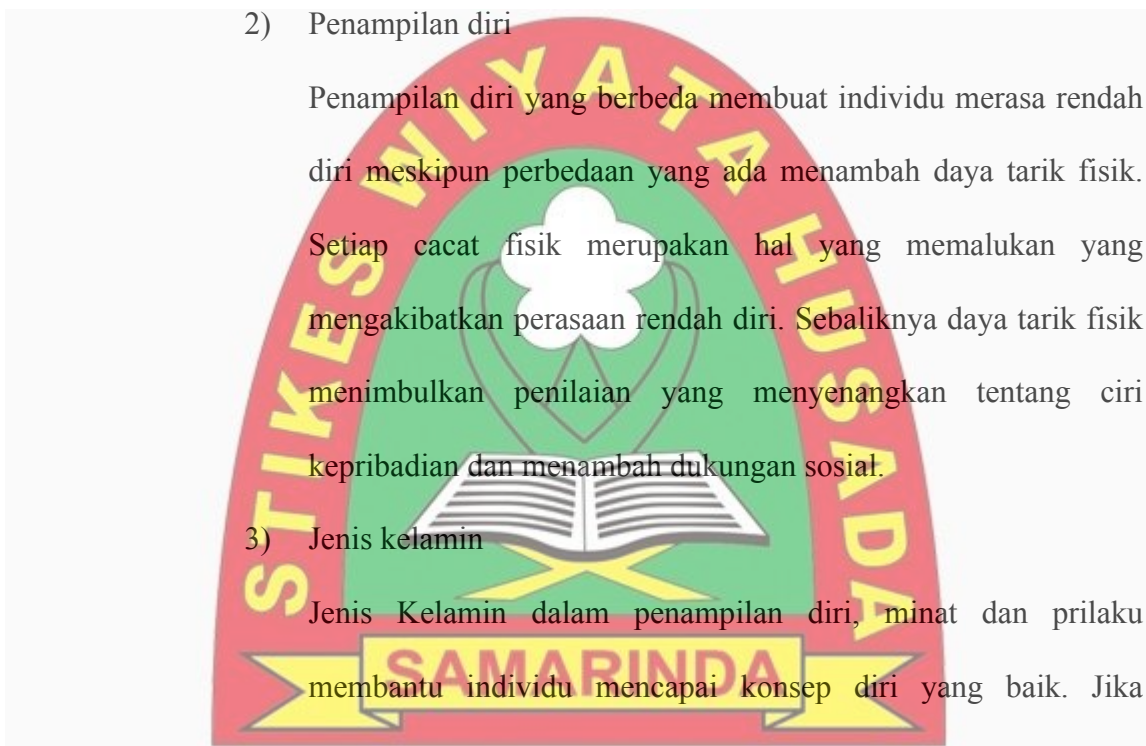 2) Penampilan diri
Penampilan diri yang berbeda membuat individu merasa rendah
diri meskipun perbedaan yang ada menambah daya tarik fisik.
Setiap cacat fisik merupakan hal yang memalukan yang
mengakibatkan perasaan rendah diri. Sebaliknya daya tarik fisik
menimbulkan penilaian yang menyenangkan tentang ciri
kepribadian dan menambah dukungan sosial.
3) Jenis kelamin
Jenis Kelamin dalam penampilan diri, minat dan prilaku
membantu individu mencapai konsep diri yang baik. Jika
STIKES WIYATA HUSADA
SAMARINDA